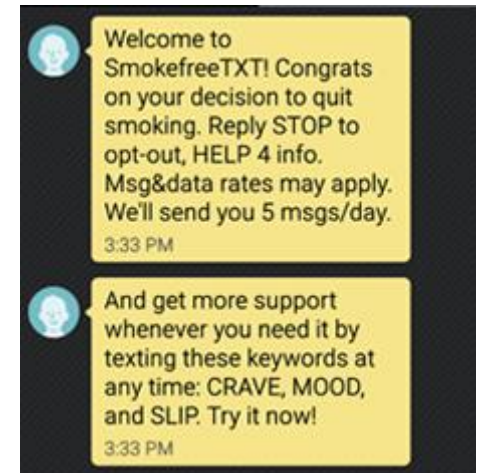 Welcome to
SmokefreeTXT! Congrats
on your decision to quit
smoking. Reply STOP to
opt-out, HELP 4 info.
Msg&data rates may apply.
We'll send you 5 msgs/day.
3:33 PM
And get more support
whenever you need it by
texting these keywords at
any time: CRAVE, MOOD,
and SLIP. Try it now!
3:33 PM